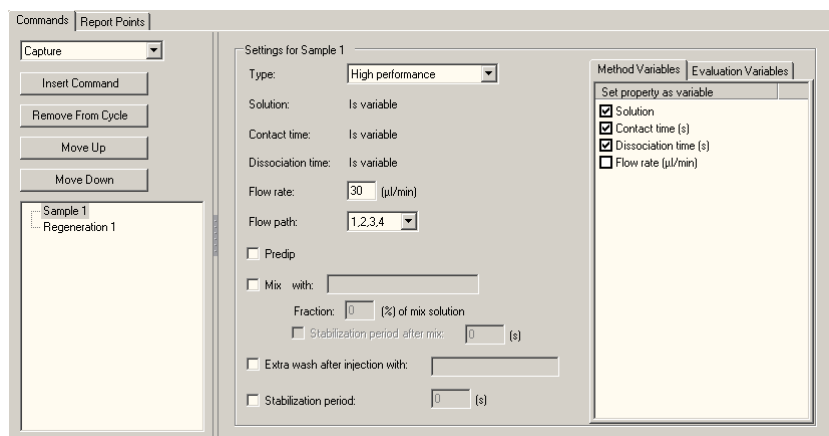 Commands Report Points
Capture
Insert Command
Remove From Cycle
Move Up
Move Down
Sample 1
Regeneration 1
Settings for Sample 1
Type: High performance
Solution: Is variable
Contact time: Is variable
Dissociation time: Is variable
Flow rate: 30 (µl/min)
Flow path: 1,2,3,4
Predip
Mix with:
Fraction: 0 (%) of mix solution
Stabilization period after mix: 0 (s)
Extra wash after injection with:
Stabilization period: 0 (s)
Method Variables Evaluation Variables
Set property as variable
Solution
Contact time (s)
Dissociation time (s)
Flow rate (µl/min)